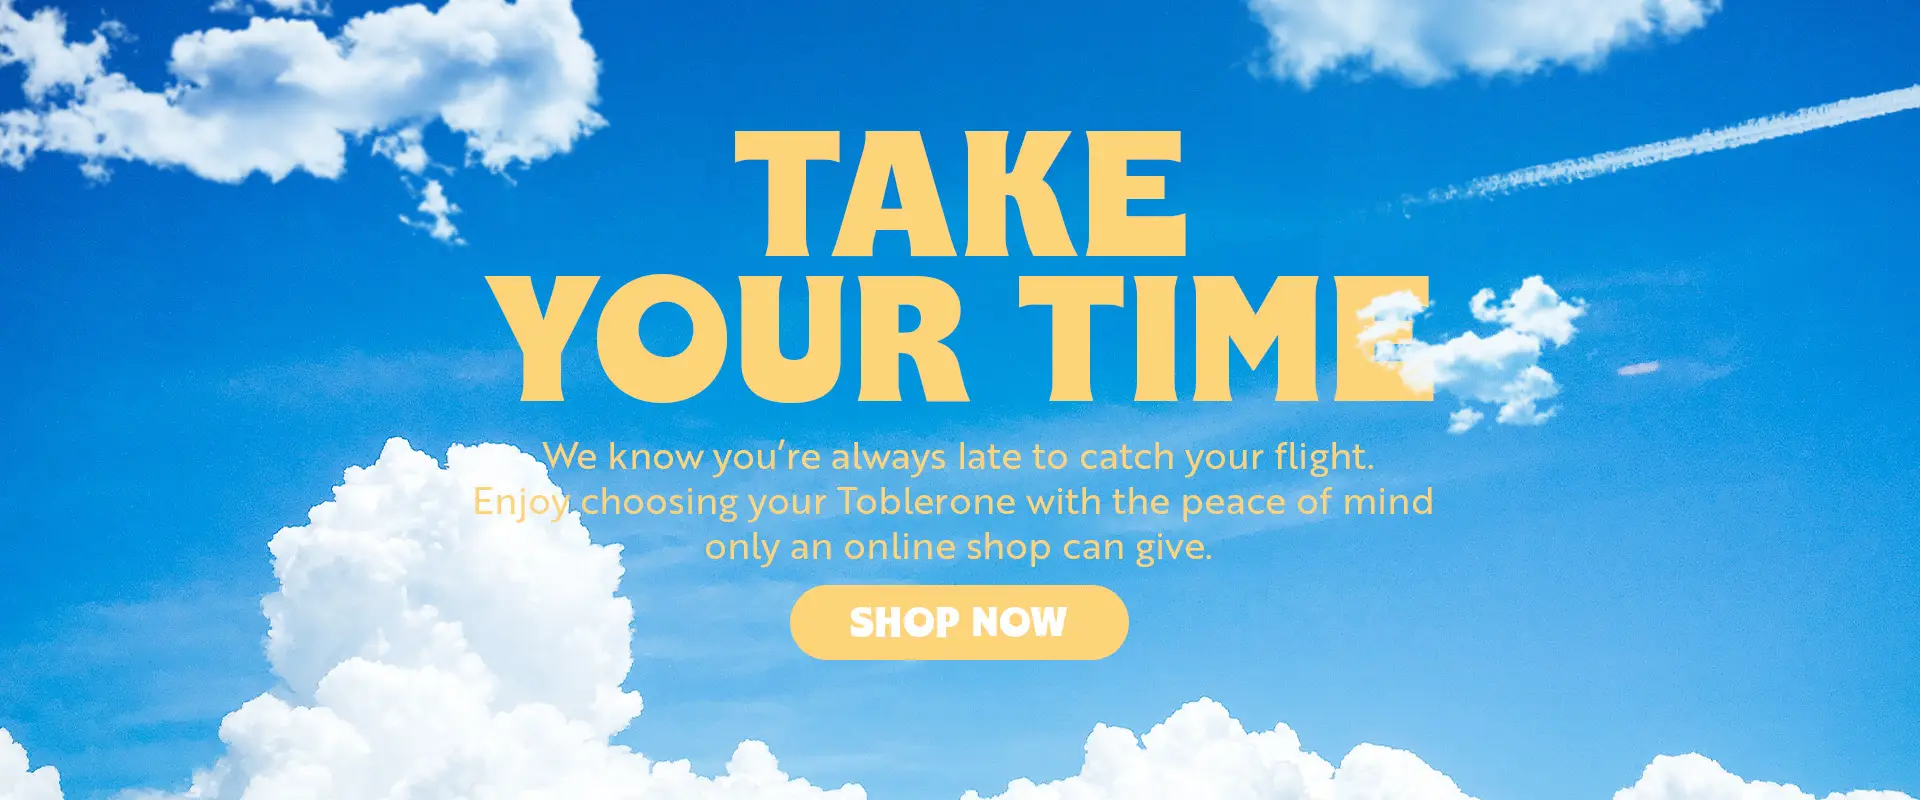 TAKE
YOUR TIME
We know you're always late to catch your flight.
Enjoy choosing your Toblerone with the peace of mind
only an online shop can give.
SHOP NOW